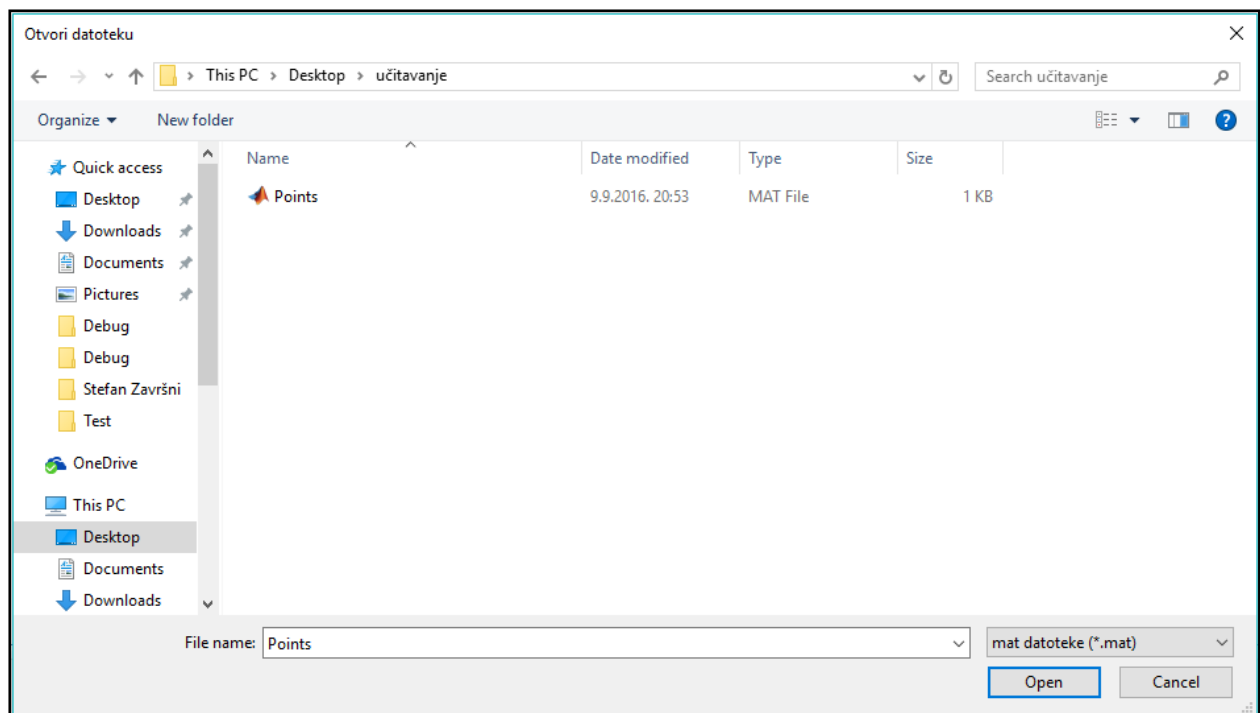 Otvori datoteku
This PC > Desktop > učitavanje
Search učitavanje
Organize
New folder
Name
Date modified
Type
Size
Points
9.9.2016. 20:53
MAT File
1 KB
Quick access
Desktop
Downloads
Documents
Pictures
Debug
Debug
Stefan Završni
Test
OneDrive
This PC
Desktop
Documents
Downloads
File name: Points
mat datoteke (*.mat)
Open
Cancel